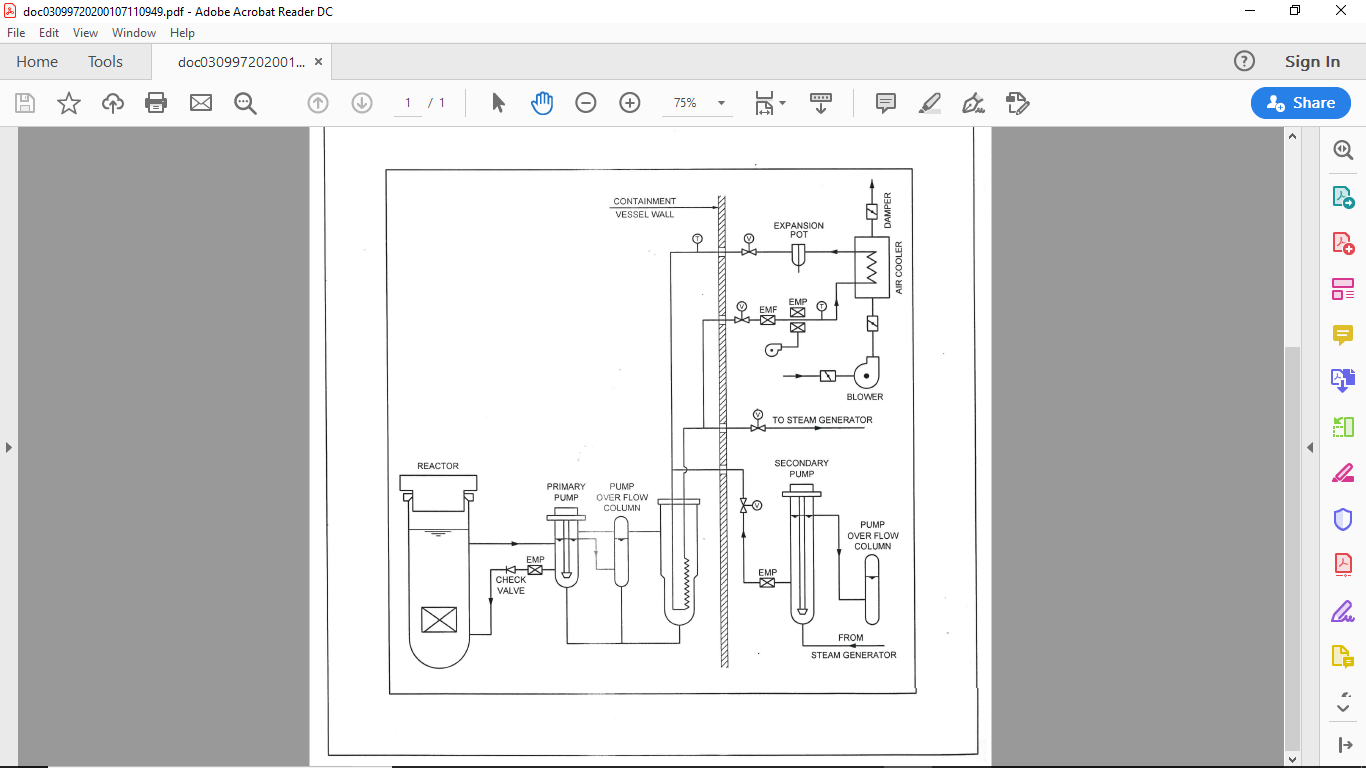 doc03099720200107110949.pdf - Adobe Acrobat Reader DC
File Edit View Window Help
Home Tools doc030997202001... ×
? Sign In
1 / 1
75%
Share
CONTAINMENT
VESSEL WALL
DAMPER
EXPANSION
POT
T
V
AIR COOLER
V
EMF
EMP
T
BLOWER
V
TO STEAM GENERATOR
REACTOR
SECONDARY
PUMP
PRIMARY
PUMP
PUMP
OVER FLOW
COLUMN
V
PUMP
OVER FLOW
COLUMN
EMP
CHECK
VALVE
EMP
FROM
STEAM GENERATOR